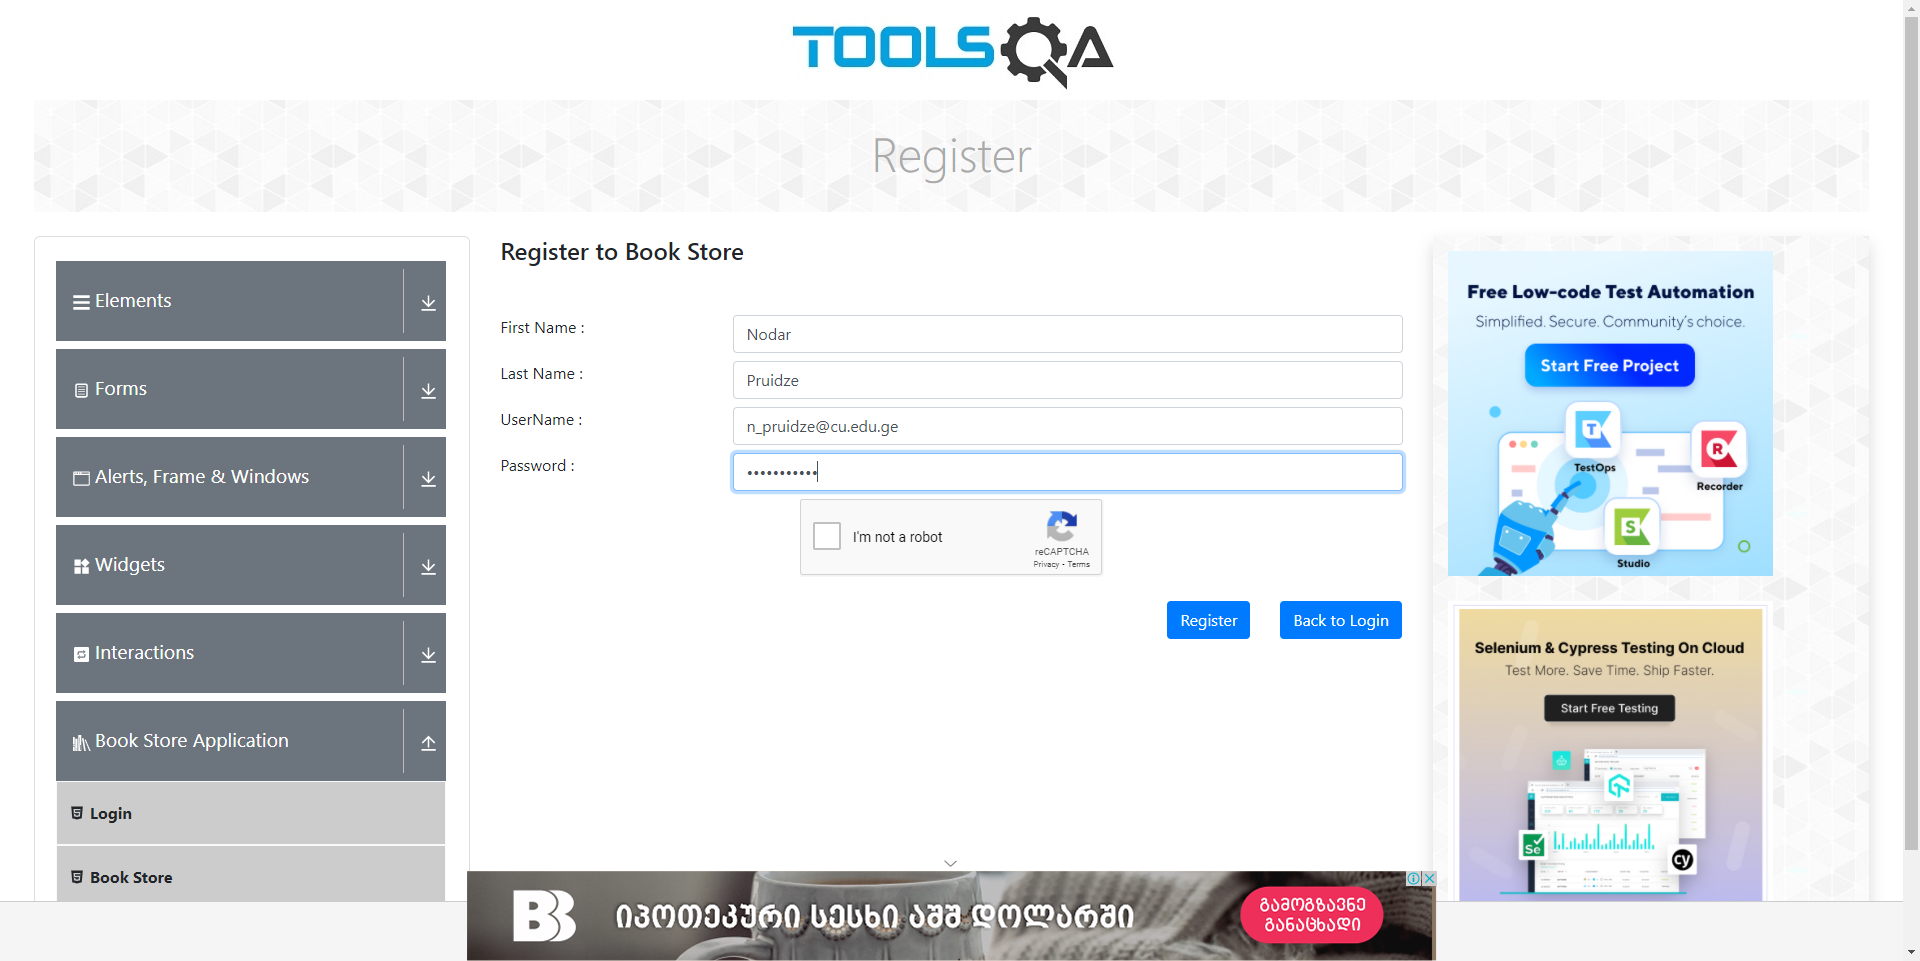 TOOLSQA
Register
Elements
Forms
Alerts, Frame & Windows
Widgets
Interactions
Book Store Application
Login
Book Store
Register to Book Store
First Name :
Nodar
Last Name :
Pruidze
UserName :
n_pruidze@cu.edu.ge
Password :
•••••••••••
I'm not a robot
reCAPTCHA
Privacy - Terms
Register
Back to Login
Free Low-code Test Automation
Simplified. Secure. Community's choice.
Start Free Project
TestOps
Recorder
Studio
Selenium & Cypress Testing On Cloud
Test More. Save Time. Ship Faster.
Start Free Testing
Se
cy
BB
იპოთეკური სესხი აშშ დოლარში
გამოგზავნე
განაცხადი